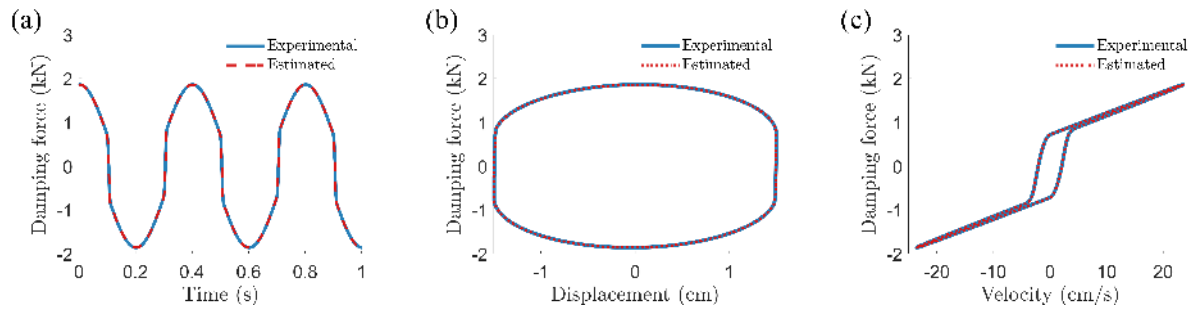 (a)
3
2
1
0
-1
-2
Damping force (kN)
Experimental
Estimated
0 0.2 0.4 0.6 0.8 1
Time (s)
(b)
3
2
1
0
-1
-2
Damping force (kN)
Experimental
Estimated
-1 0 1
Displacement (cm)
(c)
3
2
1
0
-1
-2
Damping force (kN)
Experimental
Estimated
-20 -10 0 10 20
Velocity (cm/s)